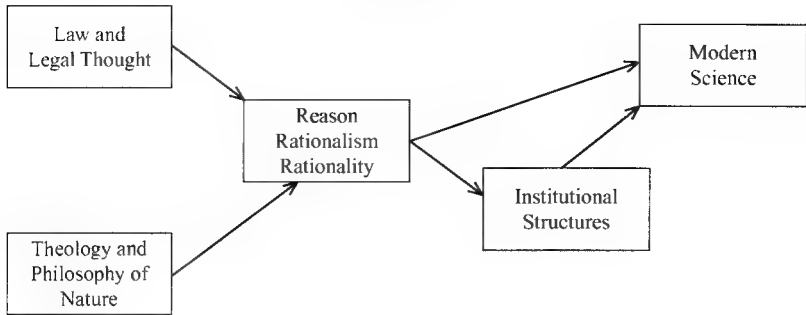 Law and
Legal Thought
Modern
Science
Reason
Rationalism
Rationality
Institutional
Structures
Theology and
Philosophy of
Nature